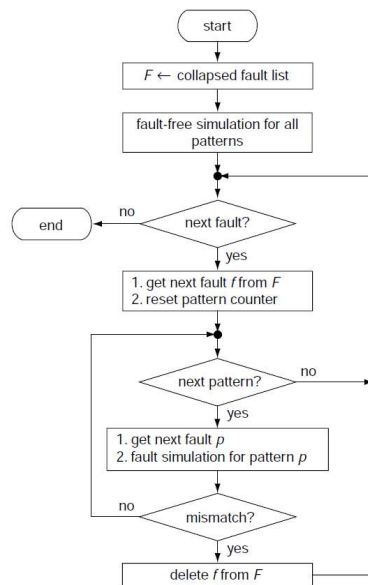 start
F ← collapsed fault list
fault-free simulation for all
patterns
no
end
next fault?
yes
1. get next fault f from F
2. reset pattern counter
no
next pattern?
yes
1. get next fault p
2. fault simulation for pattern p
no
mismatch?
yes
delete f from F